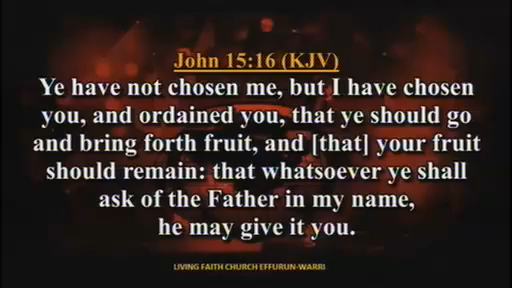 John 15:16 (KJV)
Ye have not chosen me, but I have chosen
you, and ordained you, that ye should go
and bring forth fruit, and [that] your fruit
should remain: that whatsoever ye shall
ask of the Father in my name,
he may give it you.
LIVING FAITH CHURCH EFFURUN-WARRI